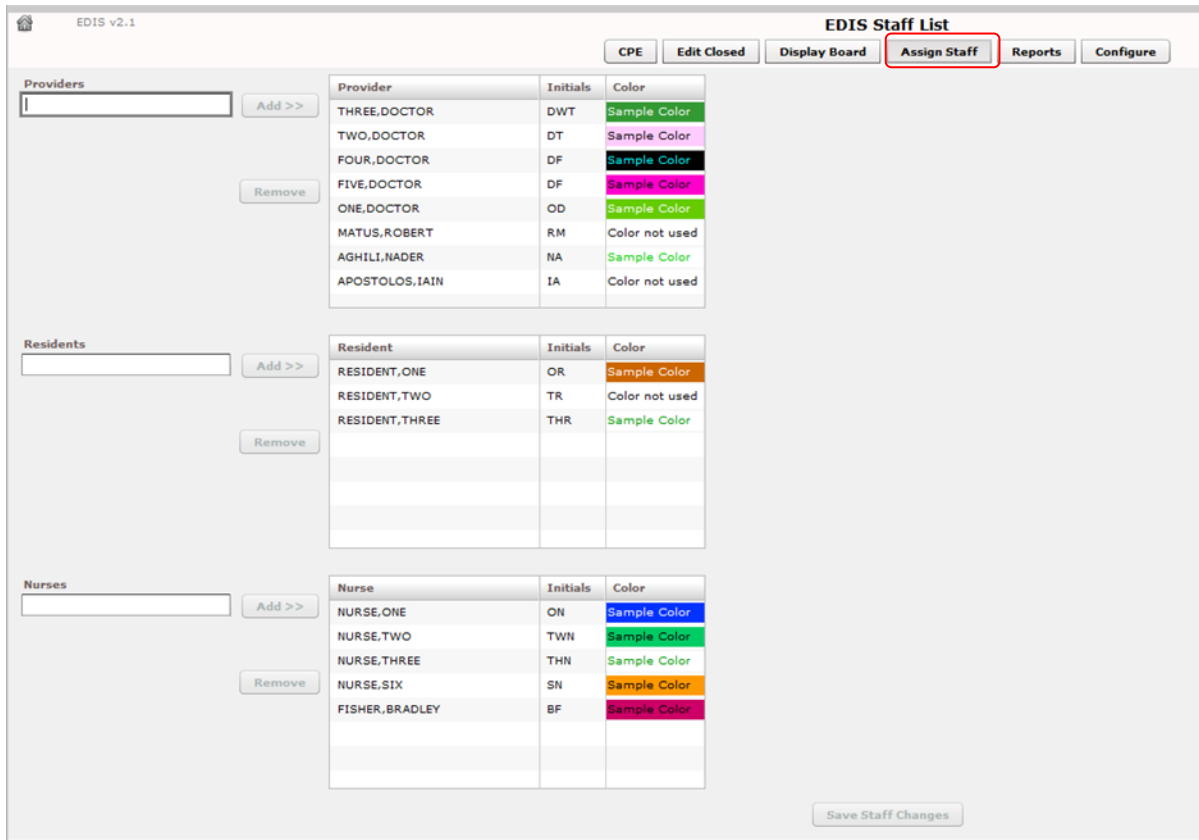 EDIS v2.1
EDIS Staff List
CPE Edit Closed Display Board Assign Staff Reports Configure
Providers
Add >>
Remove
Provider Initials Color
THREE,DOCTOR DWT Sample Color
TWO,DOCTOR DT Sample Color
FOUR,DOCTOR DF Sample Color
FIVE,DOCTOR DF Sample Color
ONE,DOCTOR OD Sample Color
MATUS,ROBERT RM Color not used
AGHILI,NADER NA Sample Color
APOSTOLOS,IAIN IA Color not used
Residents
Add >>
Remove
Resident Initials Color
RESIDENT,ONE OR Sample Color
RESIDENT,TWO TR Color not used
RESIDENT,THREE THR Sample Color
Nurses
Add >>
Remove
Nurse Initials Color
NURSE,ONE ON Sample Color
NURSE,TWO TWN Sample Color
NURSE,THREE THN Sample Color
NURSE,SIX SN Sample Color
FISHER,BRADLEY BF Sample Color
Save Staff Changes